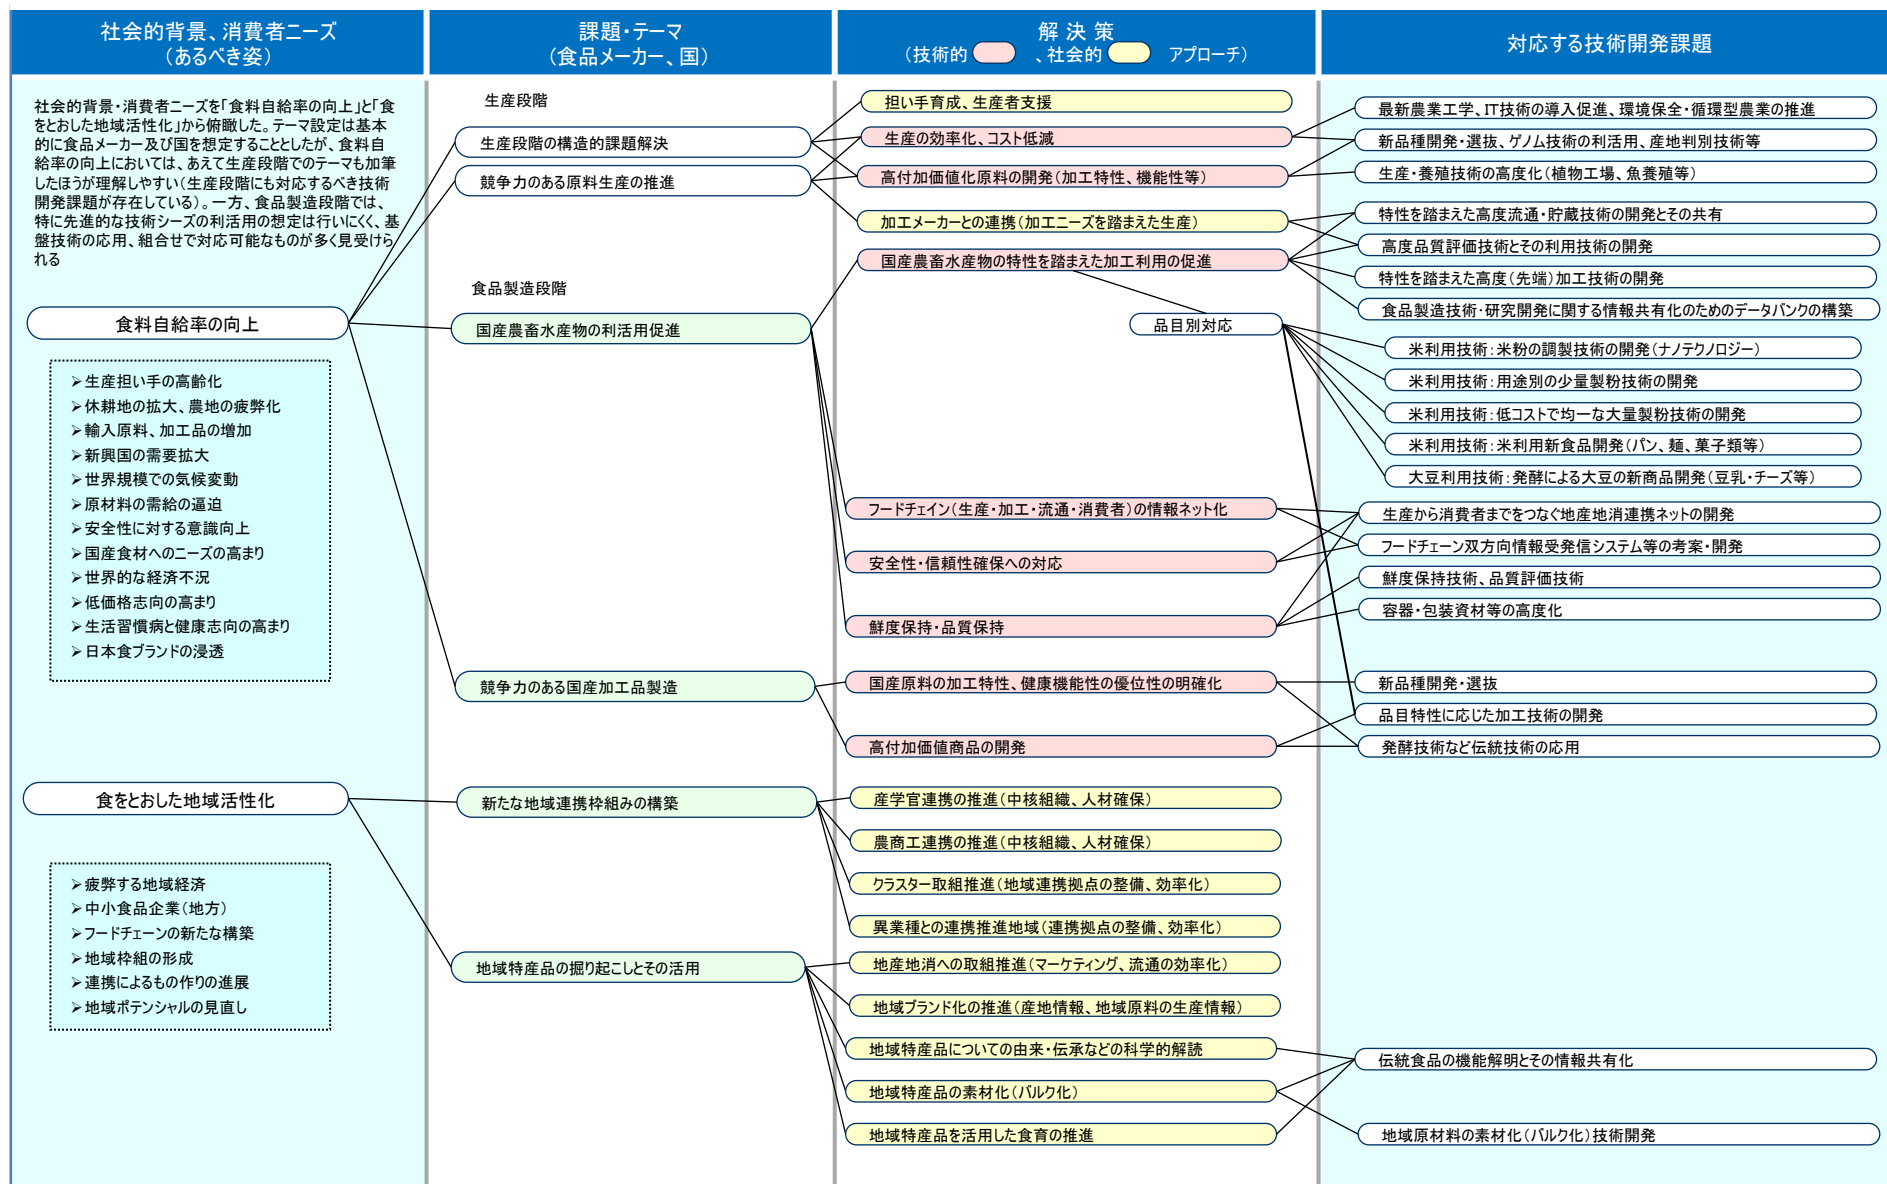 社会的背景、消費者ニーズ
（あるべき姿）
課題・テーマ
（食品メーカー、国）
解 決 策
（技術的　　、社会的　　アプローチ）
対応する技術開発課題
社会的背景・消費者ニーズを「食料自給率の向上」と「食
をとおした地域活性化」から俯瞰した。テーマ設定は基本
的に食品メーカー及び国を想定することとしたが、食料自
給率の向上においては、あえて生産段階でのテーマも加筆
したほうが理解しやすい（生産段階にも対応するべき技術
開発課題が存在している）。一方、食品製造段階では、
特に先進的な技術シーズの利活用の想定は行いにくく、基
盤技術の応用、組合せで対応可能なものが多く見受けら
れる
食料自給率の向上
➢生産担い手の高齢化
➢休耕地の拡大、農地の疲弊化
➢輸入原料、加工品の増加
➢新興国の需要拡大
➢世界規模での気候変動
➢原材料の需給の逼迫
➢安全性に対する意識向上
➢国産食材へのニーズの高まり
➢世界的な経済不況
➢低価格志向の高まり
➢生活習慣病と健康志向の高まり
➢日本食ブランドの浸透
食をとおした地域活性化
➢疲弊する地域経済
➢中小食品企業（地方）
➢フードチェーンの新たな構築
➢地域枠組の形成
➢連携によるもの作りの進展
➢地域ポテンシャルの見直し
生産段階
生産段階の構造的課題解決
競争力のある原料生産の推進
食品製造段階
国産農畜水産物の利活用促進
競争力のある国産加工品製造
新たな地域連携枠組みの構築
地域特産品の掘り起こしとその活用
担い手育成、生産者支援
生産の効率化、コスト低減
高付加価値化原料の開発（加工特性、機能性等）
加工メーカーとの連携（加工ニーズを踏まえた生産）
国産農畜水産物の特性を踏まえた加工利用の促進
品目別対応
フードチェイン（生産・加工・流通・消費者）の情報ネット化
安全性・信頼性確保への対応
鮮度保持・品質保持
国産原料の加工特性、健康機能性の優位性の明確化
高付加価値商品の開発
産学官連携の推進（中核組織、人材確保）
農商工連携の推進（中核組織、人材確保）
クラスター取組推進（地域連携拠点の整備、効率化）
異業種との連携推進地域（連携拠点の整備、効率化）
地産地消への取組推進（マーケティング、流通の効率化）
地域ブランド化の推進（産地情報、地域原料の生産情報）
地域特産品についての由来・伝承などの科学的解読
地域特産品の素材化（バルク化）
地域特産品を活用した食育の推進
最新農業工学、IT技術の導入促進、環境保全・循環型農業の推進
新品種開発・選抜、ゲノム技術の利活用、産地判別技術等
生産・養殖技術の高度化（植物工場、魚養殖等）
特性を踏まえた高度流通・貯蔵技術の開発とその共有
高度品質評価技術とその利用技術の開発
特性を踏まえた高度（先端）加工技術の開発
食品製造技術・研究開発に関する情報共有化のためのデータバンクの構築
米利用技術：米粉の調製技術の開発（ナノテクノロジー）
米利用技術：用途別の少量製粉技術の開発
米利用技術：低コストで均一な大量製粉技術の開発
米利用技術：米利用新食品開発（パン、麺、菓子類等）
大豆利用技術：発酵による大豆の新商品開発（豆乳・チーズ等）
生産から消費者までをつなぐ地産地消連携ネットの開発
フードチェーン双方向情報受発信システム等の考案・開発
鮮度保持技術、品質評価技術
容器・包装資材等の高度化
新品種開発・選抜
品目特性に応じた加工技術の開発
発酵技術など伝統技術の応用
伝統食品の機能解明とその情報共有化
地域原材料の素材化（バルク化）技術開発